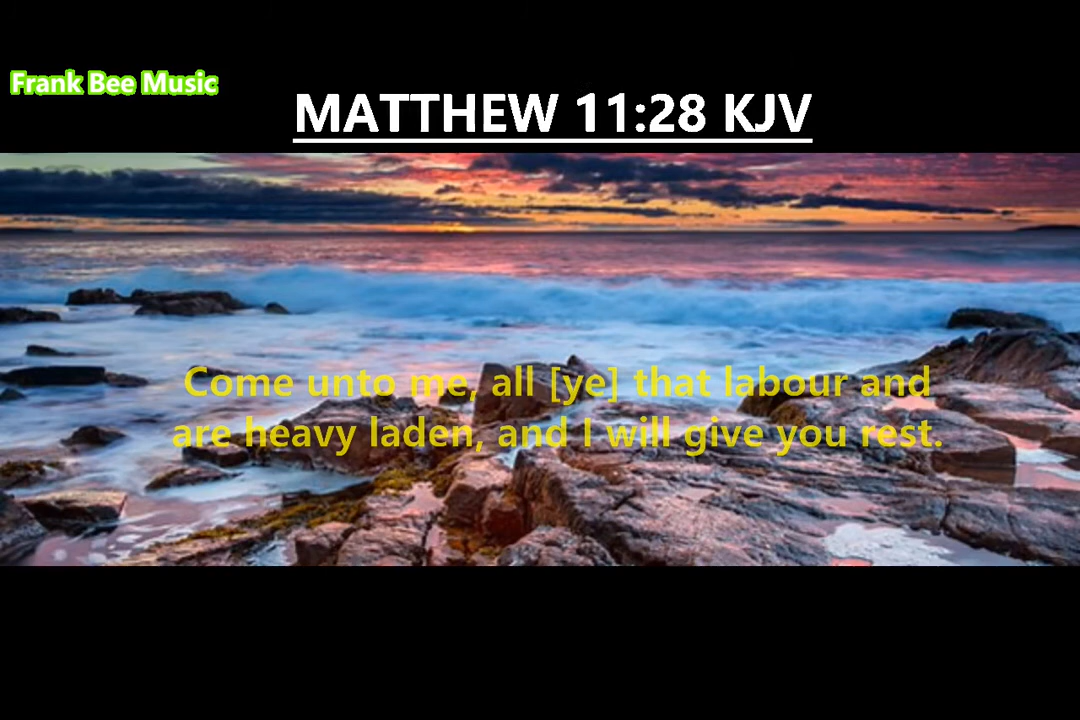 Frank Bee Music
MATTHEW 11:28 KJV
Come unto me, all [ye] that labour and
are heavy laden, and I will give you rest.